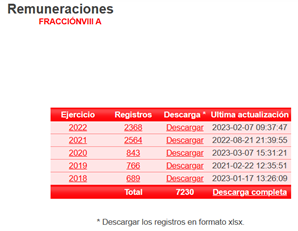 Remuneraciones
FRACCIÓNVIII A
Ejercicio Registros Descarga * Ultima actualización
2022 2368 Descargar 2023-02-07 09:37:47
2021 2564 Descargar 2022-08-21 21:39:55
2020 843 Descargar 2023-03-07 15:31:21
2019 766 Descargar 2021-02-22 12:35:51
2018 689 Descargar 2023-01-17 13:26:09
Total 7230 Descarga completa
* Descargar los registros en formato xlsx.